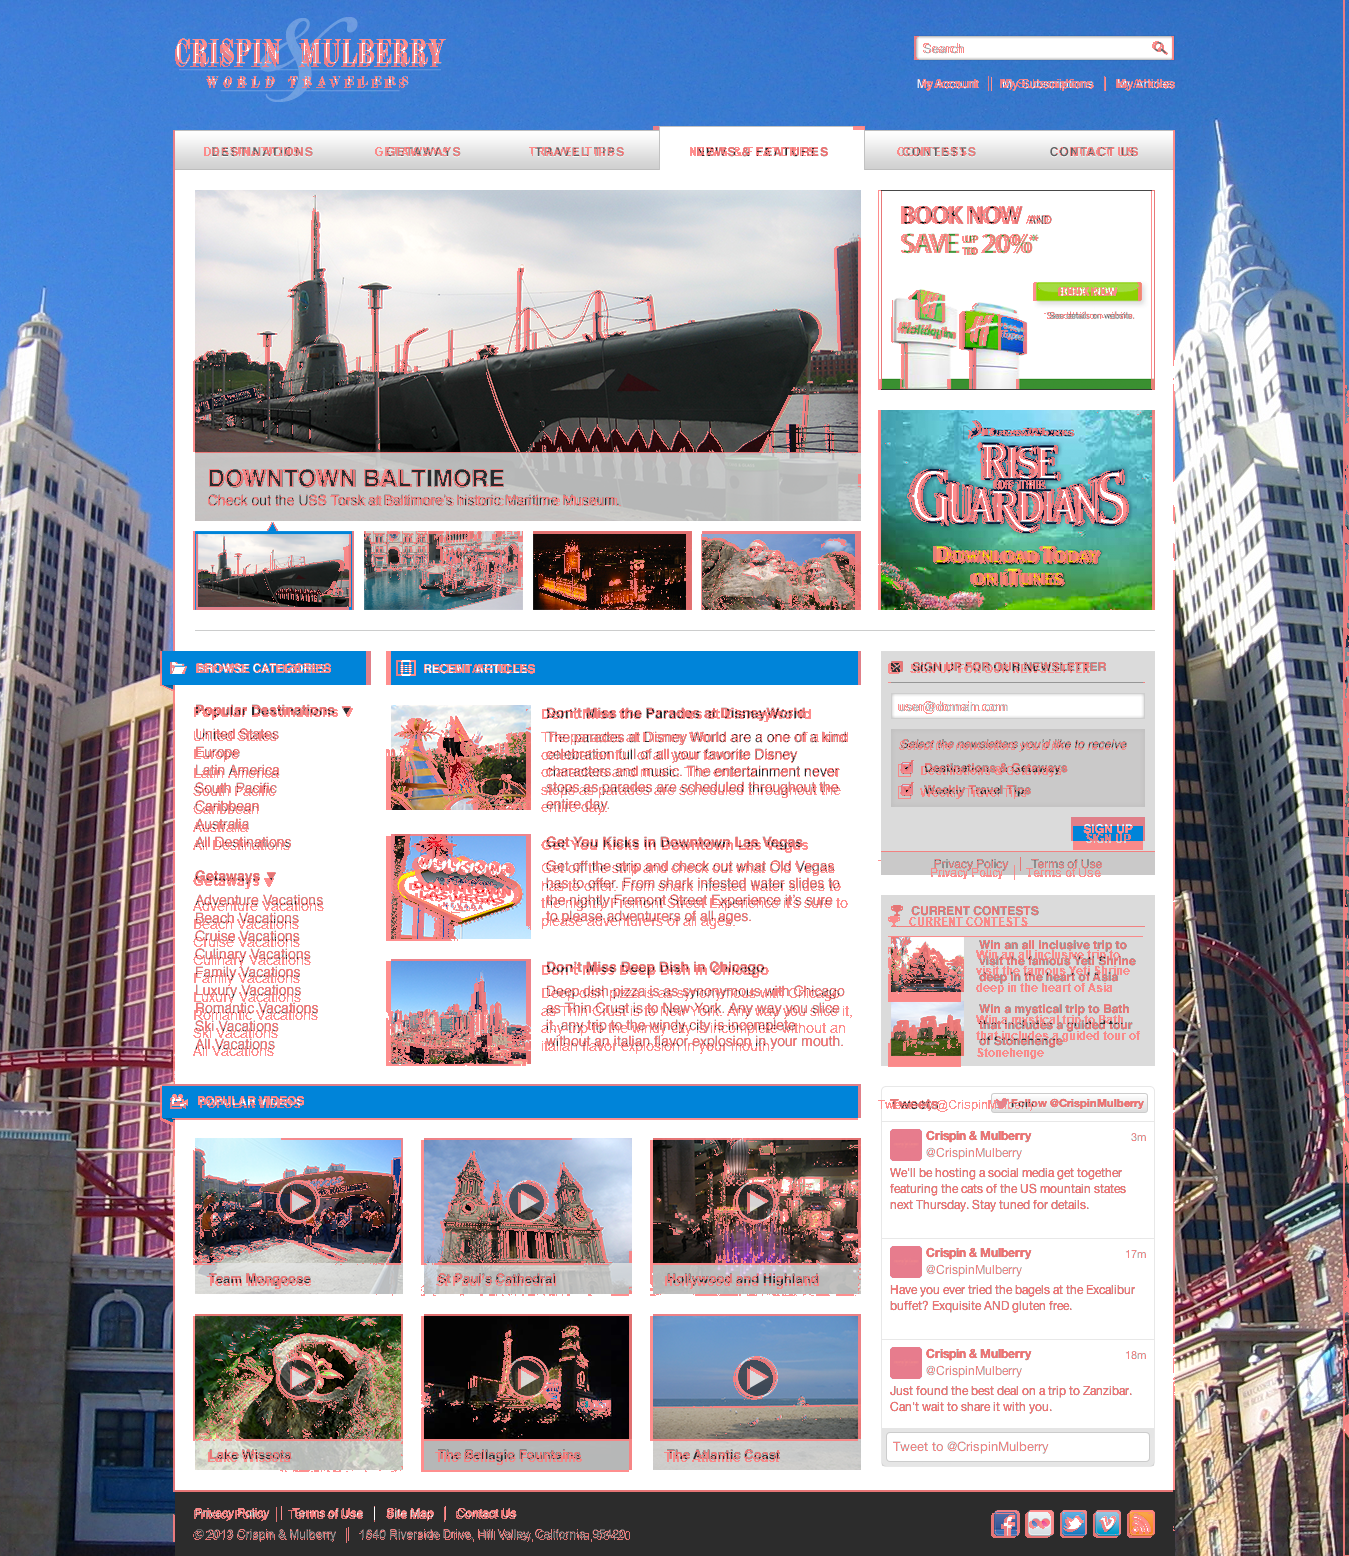 CRISPIN & MULBERRY
WORLD TRAVELERS
Search
My Account
My Subscriptions
My Articles
DESTINATIONS
GETAWAYS
TRAVEL TIPS
NEWS & FEATURES
CONTESTS
CONTACT US
BOOK NOW AND
SAVE UP TO 20%*
BOOK NOW
*See details on website.
Holiday Inn
DOWNTOWN BALTIMORE
Check out the USS Torsk at Baltimore's historic Maritime Museum.
RISE
OF THE
GUARDIANS
DOWNLOAD TODAY
ON ITUNES
BROWSE CATEGORIES
Popular Destinations ▼
United States
Europe
Latin America
South Pacific
Caribbean
Australia
All Destinations
Getaways ▼
Adventure Vacations
Beach Vacations
Cruise Vacations
Culinary Vacations
Family Vacations
Luxury Vacations
Romantic Vacations
Ski Vacations
All Vacations
RECENT ARTICLES
Don't Miss the Parades at DisneyWorld
The parades at Disney World are a one of a kind
celebration full of all your favorite Disney
characters and music. The entertainment never
stops as parades are scheduled throughout the
entire day.
Get You Kicks in Downtown Las Vegas
Get off the strip and check out what Old Vegas
has to offer. From shark infested water slides to
the nightly Fremont Street Experience it's sure
to please adventurers of all ages.
Don't Miss Deep Dish in Chicago
Deep dish pizza is as synonymous with Chicago
as Thin Crust is to New York. Any way you slice
it, any trip to the windy city is incomplete
without an italian flavor explosion in your mouth.
SIGN UP FOR OUR NEWSLETTER
user@domain.com
Select the newsletters you'd like to receive
Destinations & Getaways
Weekly Travel Tips
SIGN UP
Privacy Policy
Terms of Use
CURRENT CONTESTS
Win an all inclusive trip to
visit the famous Yeti Shrine
deep in the heart of Asia
Win a mystical trip to Bath
that includes a guided tour
of Stonehenge
POPULAR VIDEOS
Team Mongoose
St Paul's Cathedral
Hollywood and Highland
Lake Wissota
The Bellagio Fountains
The Atlantic Coast
Tweets
Follow @CrispinMulberry
Crispin & Mulberry 3m
@CrispinMulberry
We'll be hosting a social media get together
featuring the cats of the US mountain states
next Thursday. Stay tuned for details.
Crispin & Mulberry 17m
@CrispinMulberry
Have you ever tried the bagels at the Excalibur
buffet? Exquisite AND gluten free.
Crispin & Mulberry 18m
@CrispinMulberry
Just found the best deal on a trip to Zanzibar.
Can't wait to share it with you.
Tweet to @CrispinMulberry
Privacy Policy
Terms of Use
Site Map
Contact Us
© 2013 Crispin & Mulberry
1640 Riverside Drive, Hill Valley, California, 95420